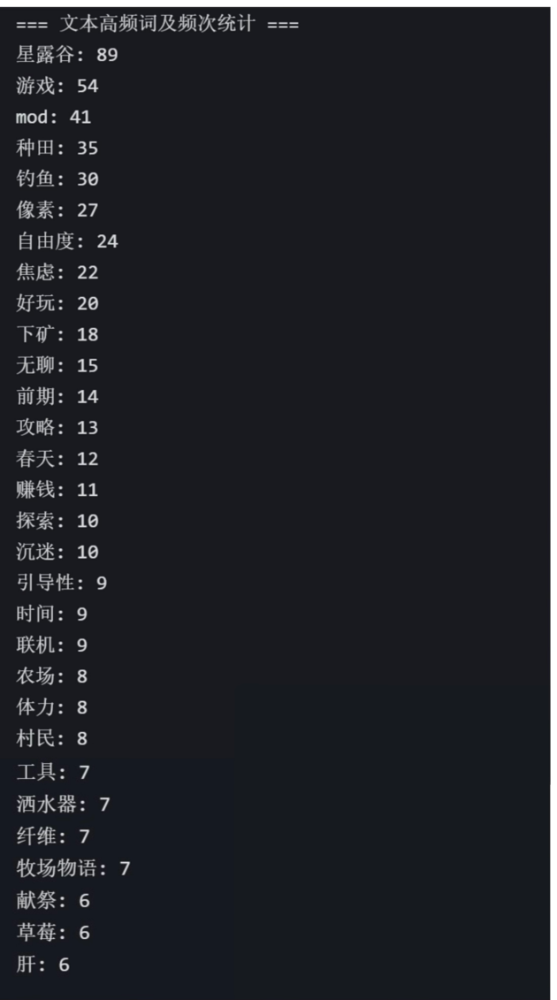 === 文本高频词及频次统计 ===
星露谷: 89
游戏: 54
mod: 41
种田: 35
钓鱼: 30
像素: 27
自由度: 24
焦虑: 22
好玩: 20
下矿: 18
无聊: 15
前期: 14
攻略: 13
春天: 12
赚钱: 11
探索: 10
沉迷: 10
引导性: 9
时间: 9
联机: 9
农场: 8
体力: 8
村民: 8
工具: 7
洒水器: 7
纤维: 7
牧场物语: 7
献祭: 6
草莓: 6
肝: 6